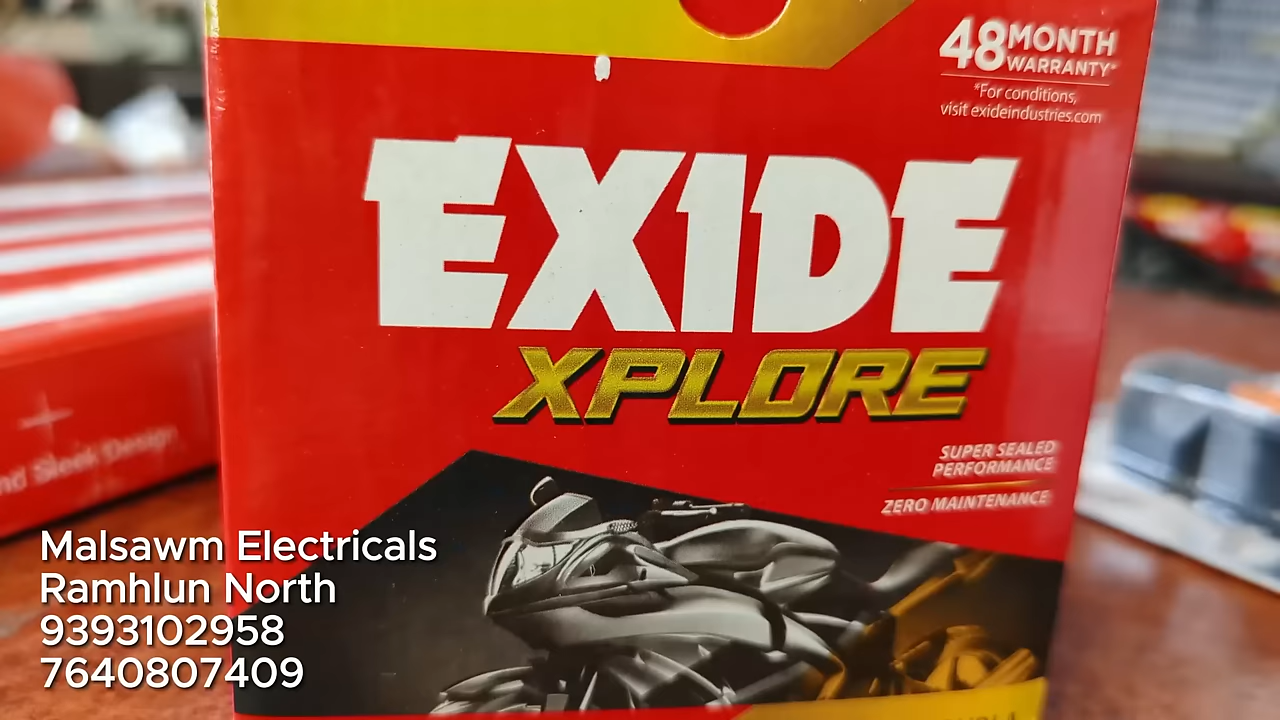 48 MONTH
WARRANTY*
*For conditions,
visit exideindustries.com
EXIDE
XPLORE
SUPER SEALED
PERFORMANCE
ZERO MAINTENANCE
nd Sleek Design
Malsawm Electricals
Ramhlun North
9393102958
7640807409